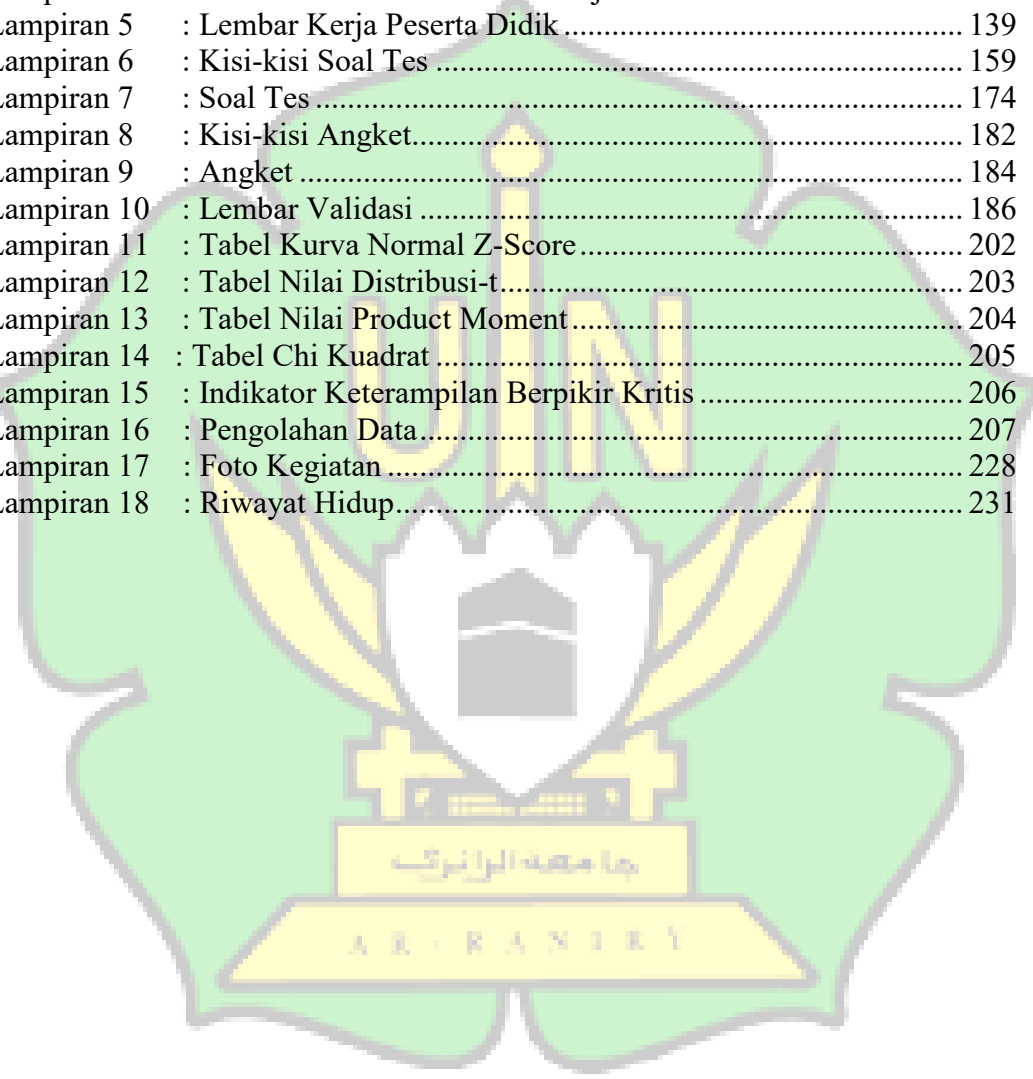 Lampiran 5 : Lembar Kerja Peserta Didik ................................................ 139
Lampiran 6 : Kisi-kisi Soal Tes ................................................................ 159
Lampiran 7 : Soal Tes ............................................................................... 174
Lampiran 8 : Kisi-kisi Angket................................................................... 182
Lampiran 9 : Angket ................................................................................. 184
Lampiran 10 : Lembar Validasi .................................................................. 186
Lampiran 11 : Tabel Kurva Normal Z-Score .............................................. 202
Lampiran 12 : Tabel Nilai Distribusi-t........................................................ 203
Lampiran 13 : Tabel Nilai Product Moment ............................................... 204
Lampiran 14 : Tabel Chi Kuadrat ................................................................ 205
Lampiran 15 : Indikator Keterampilan Berpikir Kritis ................................ 206
Lampiran 16 : Pengolahan Data .................................................................. 207
Lampiran 17 : Foto Kegiatan ...................................................................... 228
Lampiran 18 : Riwayat Hidup..................................................................... 231
UIN
جامعة الرانيري
AR-RANIRY